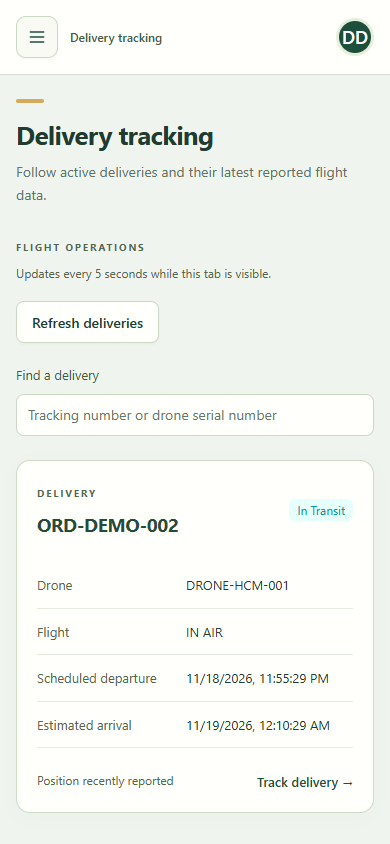 Delivery tracking
DD
Delivery tracking
Follow active deliveries and their latest reported flight
data.
FLIGHT OPERATIONS
Updates every 5 seconds while this tab is visible.
Refresh deliveries
Find a delivery
Tracking number or drone serial number
DELIVERY
In Transit
ORD-DEMO-002
Drone DRONE-HCM-001
Flight IN AIR
Scheduled departure 11/18/2026, 11:55:29 PM
Estimated arrival 11/19/2026, 12:10:29 AM
Position recently reported Track delivery →